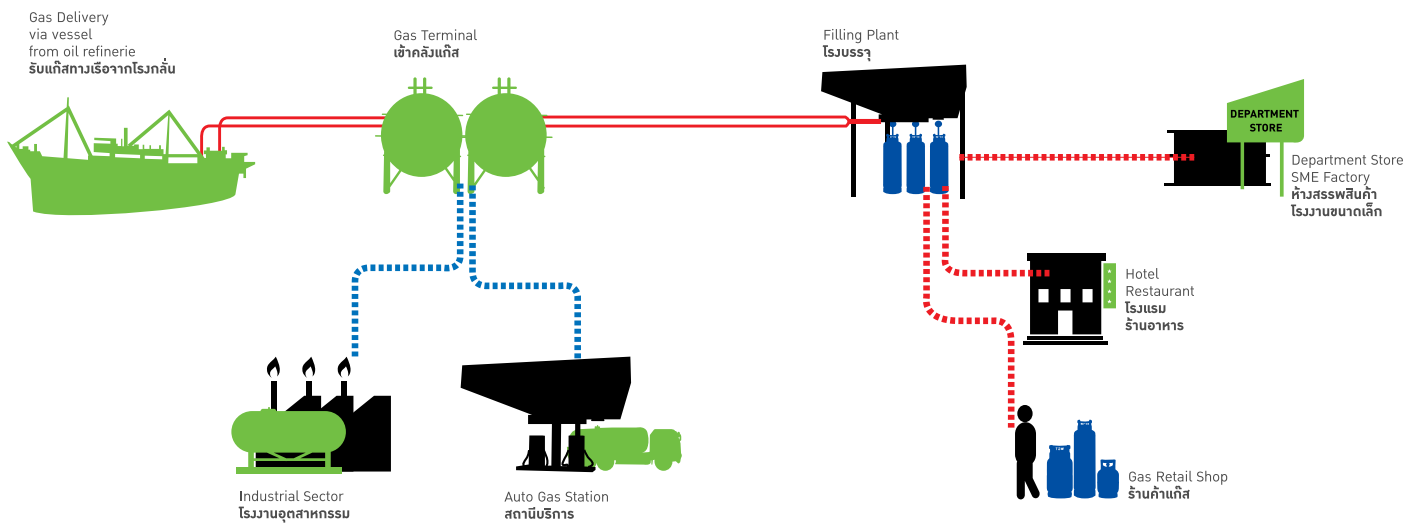 Gas Delivery
via vessel
from oil refinerie
รับแก๊สทางเรือจากโรงกลั่น
Gas Terminal
เข้าคลังแก๊ส
Filling Plant
โรงบรรจุ
DEPARTMENT
STORE
Department Store
SME Factory
ห้างสรรพสินค้า
โรงงานขนาดเล็ก
Hotel
Restaurant
โรงแรม
ร้านอาหาร
Industrial Sector
โรงงานอุตสาหกรรม
Auto Gas Station
สถานีบริการ
Gas Retail Shop
ร้านค้าแก๊ส